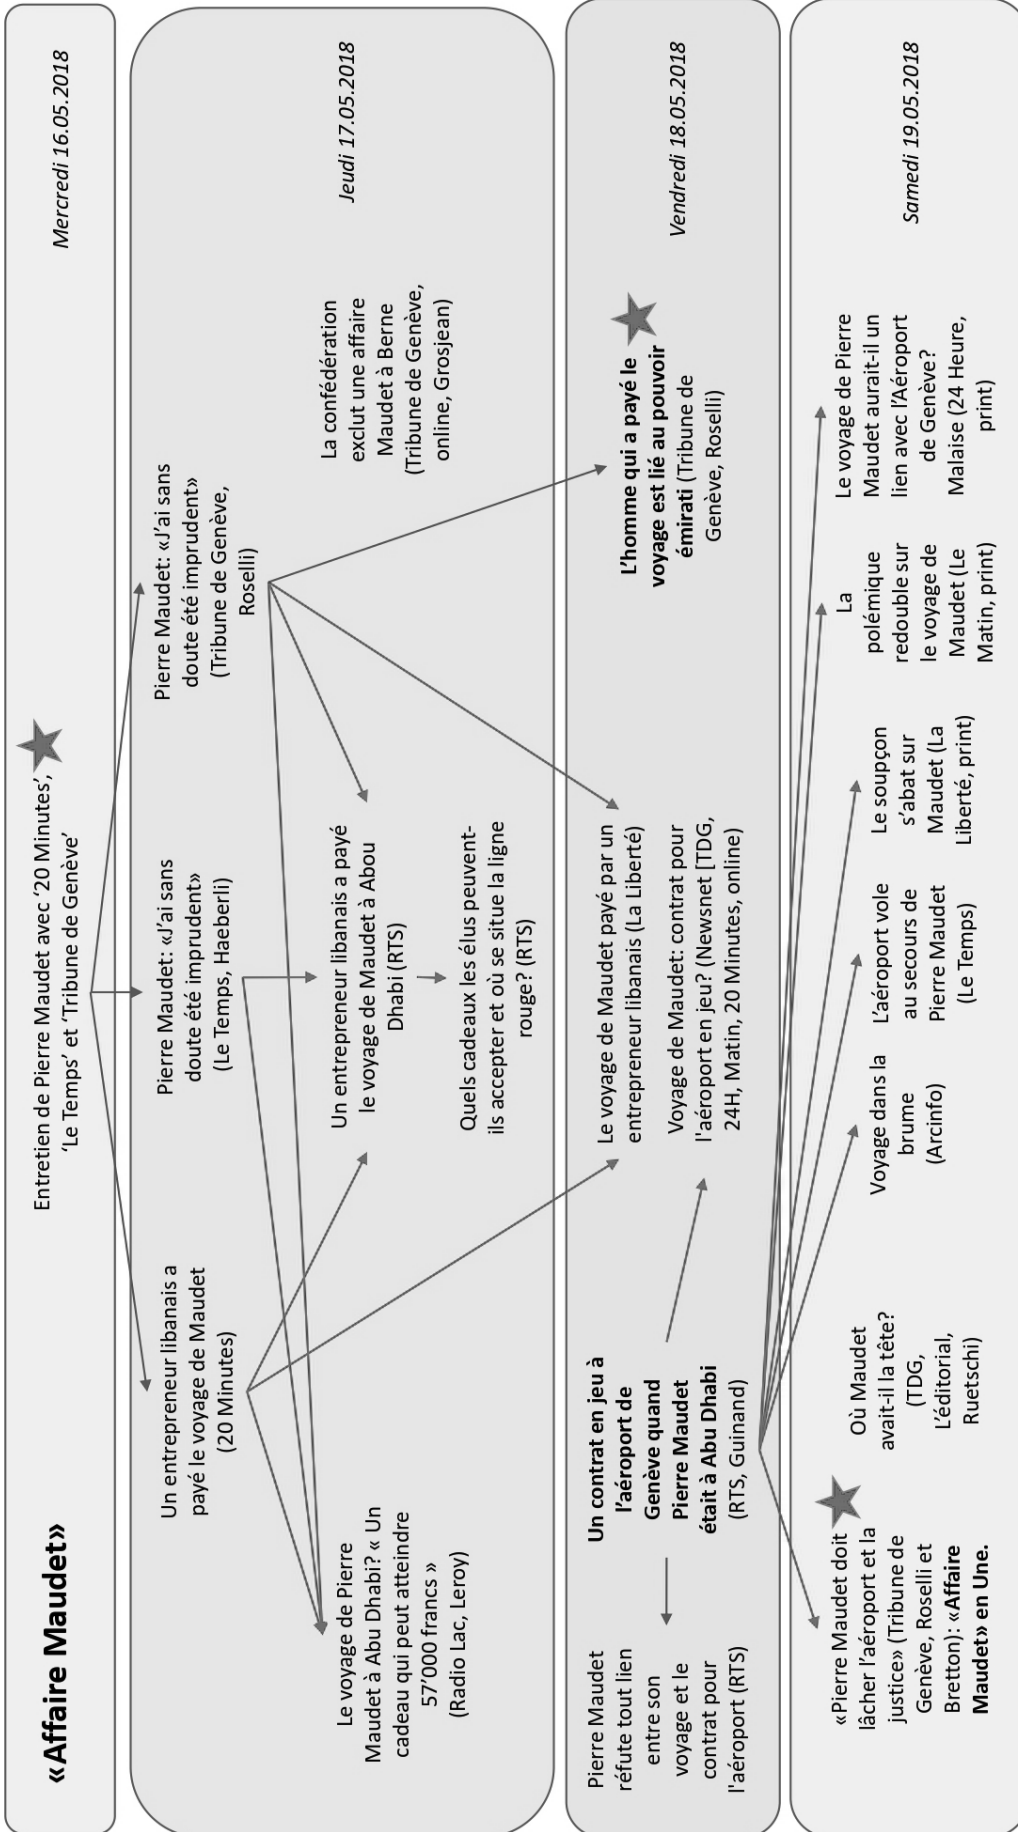 «Affaire Maudet»
Entretien de Pierre Maudet avec ‘20 Minutes’,
‘Le Temps’ et ‘Tribune de Genève’
Mercredi 16.05.2018
Un entrepreneur libanais a
payé le voyage de Maudet
(20 Minutes)
Pierre Maudet: «J’ai sans
doute été imprudent»
(Le Temps, Haeberli)
Pierre Maudet: «J’ai sans
doute été imprudent»
(Tribune de Genève,
Roselli)
Jeudi 17.05.2018
Le voyage de Pierre
Maudet à Abu Dhabi? « Un
cadeau qui peut atteindre
57’000 francs »
(Radio Lac, Leroy)
Un entrepreneur libanais a payé
le voyage de Maudet à Abou
Dhabi (RTS)
Quels cadeaux les élus peuvent-
ils accepter et où se situe la ligne
rouge? (RTS)
La confédération
exclut une affaire
Maudet à Berne
(Tribune de Genève,
online, Grosjean)
Pierre Maudet
réfute tout lien
entre son
voyage et le
contrat pour
l'aéroport (RTS)
Un contrat en jeu à
l’aéroport de
Genève quand
Pierre Maudet
était à Abu Dhabi
(RTS, Guinand)
Le voyage de Maudet payé par un
entrepreneur libanais (La Liberté)
Voyage de Maudet: contrat pour
l'aéroport en jeu? (Newsnet [TDG,
24H, Matin, 20 Minutes, online)
L’homme qui a payé le
voyage est lié au pouvoir
émirati (Tribune de
Genève, Roselli)
Vendredi 18.05.2018
«Pierre Maudet doit
lâcher l’aéroport et la
justice» (Tribune de
Genève, Roselli et
Bretton): «Affaire
Maudet» en Une.
Où Maudet
avait-il la tête?
(TDG,
L’éditorial,
Ruetschi)
Voyage dans la
brume
(Arcinfo)
L’aéroport vole
au secours de
Pierre Maudet
(Le Temps)
Le soupçon
s’abat sur
Maudet (La
Liberté, print)
La
polémique
redouble sur
le voyage de
Maudet (Le
Matin, print)
Le voyage de Pierre
Maudet aurait-il un
lien avec l’Aéroport
de Genève?
Malaise (24 Heure,
print)
Samedi 19.05.2018